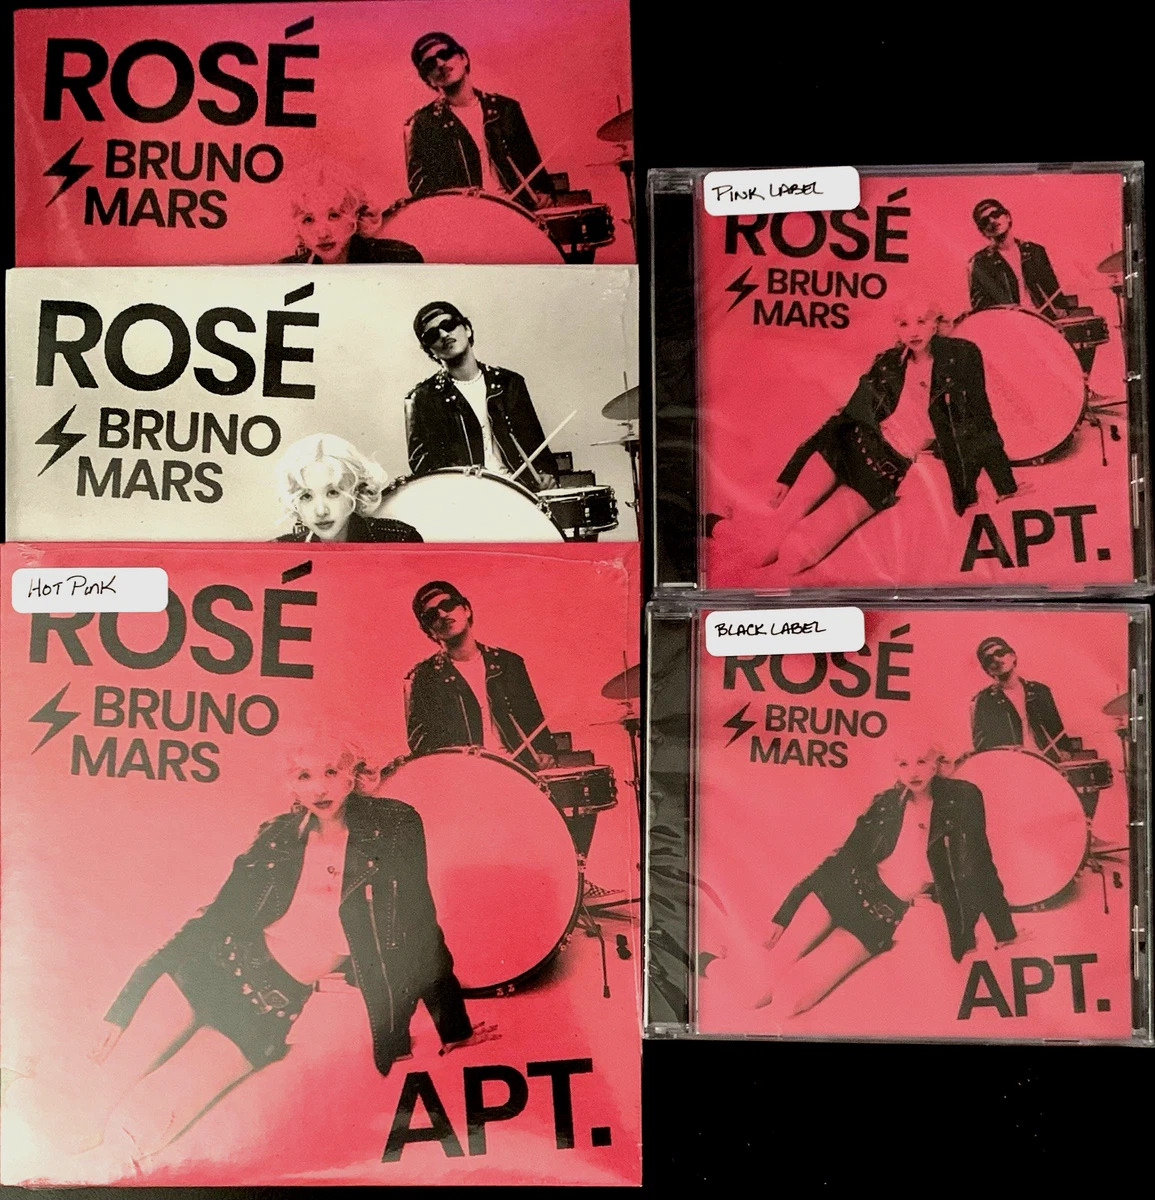 ROSÉ
BRUNO
MARS
ROSÉ
BRUNO
MARS
HOT PINK
ROSÉ
BRUNO
MARS
APT.
PINK LABEL
ROSÉ
BRUNO
MARS
APT.
BLACK LABEL
ROSÉ
BRUNO
MARS
APT.